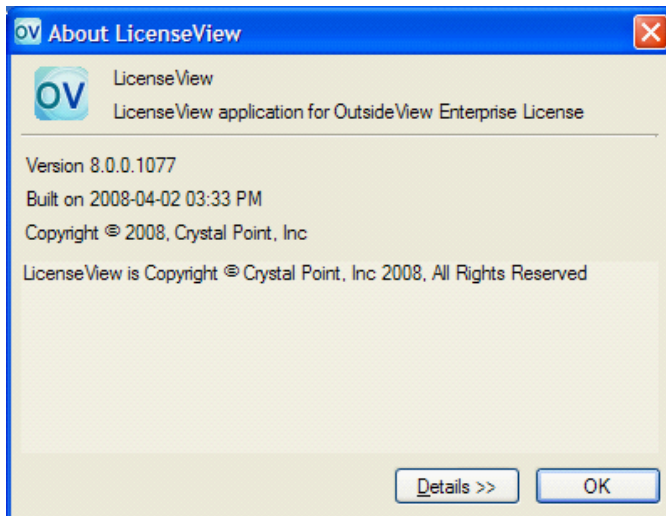 OV About LicenseView
OV
LicenseView
LicenseView application for OutsideView Enterprise License
Version 8.0.0.1077
Built on 2008-04-02 03:33 PM
Copyright © 2008, Crystal Point, Inc
LicenseView is Copyright © Crystal Point, Inc 2008, All Rights Reserved
Details >> OK